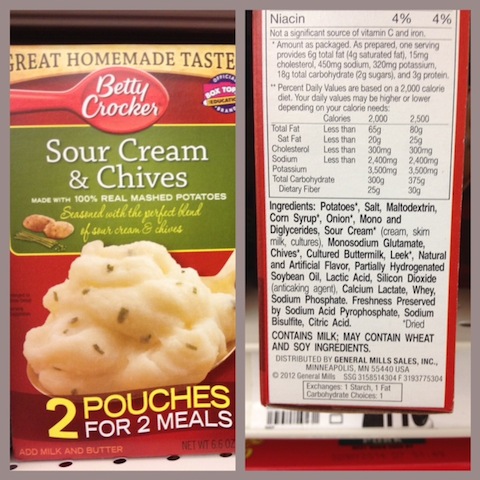 GREAT HOMEMADE TASTE
Betty
Crocker
OFFICIAL
BOX TOPS
EDUCATION
Sour Cream
& Chives
MADE WITH 100% REAL MASHED POTATOES
Seasoned with the perfect blend
of sour cream & chives
2 POUCHES
FOR 2 MEALS
ADD MILK AND BUTTER
NET WT 6.6 OZ
Niacin 4% 4%
Not a significant source of vitamin C and iron.
* Amount as packaged. As prepared, one serving
provides 6g total fat (4g saturated fat), 15mg
cholesterol, 450mg sodium, 320mg potassium,
18g total carbohydrate (2g sugars), and 3g protein.
** Percent Daily Values are based on a 2,000 calorie
diet. Your daily values may be higher or lower
depending on your calorie needs:
Calories 2,000 2,500
Total Fat Less than 65g 80g
Sat Fat Less than 20g 25g
Cholesterol Less than 300mg 300mg
Sodium Less than 2,400mg 2,400mg
Potassium 3,500mg 3,500mg
Total Carbohydrate 300g 375g
Dietary Fiber 25g 30g
Ingredients: Potatoes*, Salt, Maltodextrin,
Corn Syrup*, Onion*, Mono and
Diglycerides, Sour Cream* (cream, skim
milk, cultures), Monosodium Glutamate,
Chives*, Cultured Buttermilk, Leek*, Natural
and Artificial Flavor, Partially Hydrogenated
Soybean Oil, Lactic Acid, Silicon Dioxide
(anticaking agent), Calcium Lactate, Whey,
Sodium Phosphate. Freshness Preserved
by Sodium Acid Pyrophosphate, Sodium
Bisulfite, Citric Acid. *Dried
CONTAINS MILK; MAY CONTAIN WHEAT
AND SOY INGREDIENTS.
DISTRIBUTED BY GENERAL MILLS SALES, INC.,
MINNEAPOLIS, MN 55440 USA
© 2012 General Mills SSG 3158514304 F 3193775304
Exchanges: 1 Starch, 1 Fat
Carbohydrate Choices: 1